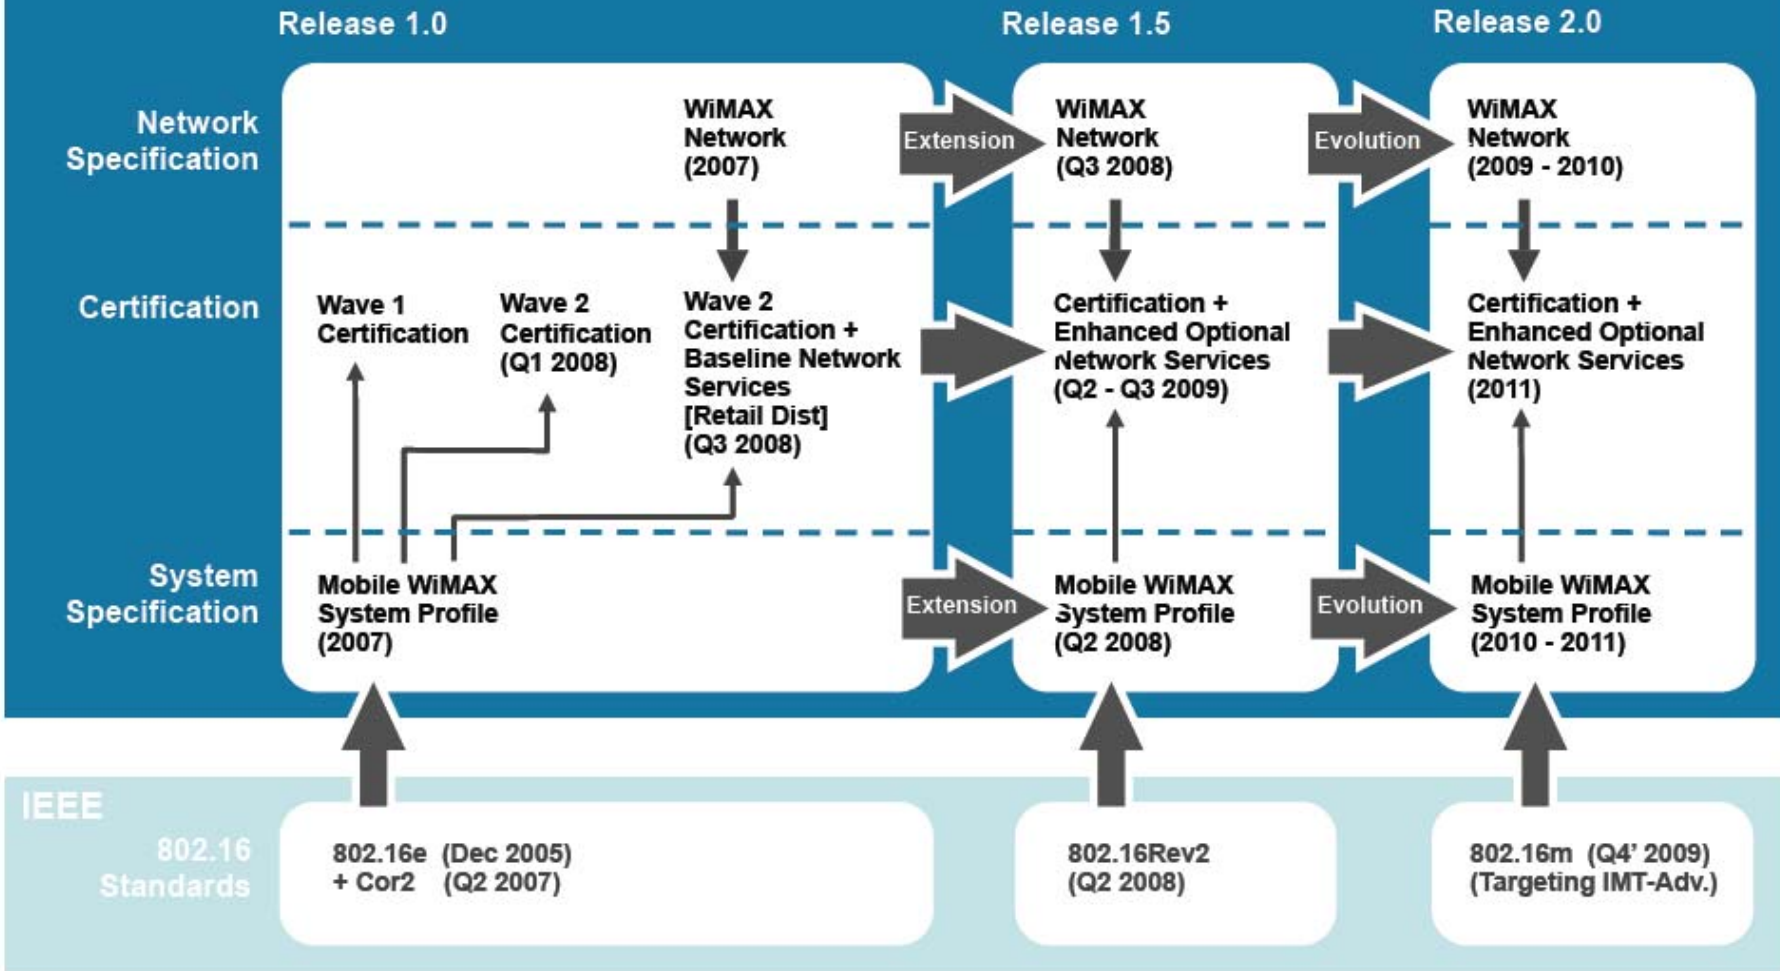 Release 1.0
Release 1.5
Release 2.0
Network
Specification
WiMAX
Network
(2007)
Extension
WiMAX
Network
(Q3 2008)
Evolution
WiMAX
Network
(2009 - 2010)
Certification
Wave 1
Certification
Wave 2
Certification
(Q1 2008)
Wave 2
Certification +
Baseline Network
Services
[Retail Dist]
(Q3 2008)
Certification +
Enhanced Optional
Network Services
(Q2 - Q3 2009)
Certification +
Enhanced Optional
Network Services
(2011)
System
Specification
Mobile WiMAX
System Profile
(2007)
Extension
Mobile WiMAX
System Profile
(Q2 2008)
Evolution
Mobile WiMAX
System Profile
(2010 - 2011)
IEEE
802.16
Standards
802.16e (Dec 2005)
+ Cor2 (Q2 2007)
802.16Rev2
(Q2 2008)
802.16m (Q4’ 2009)
(Targeting IMT-Adv.)